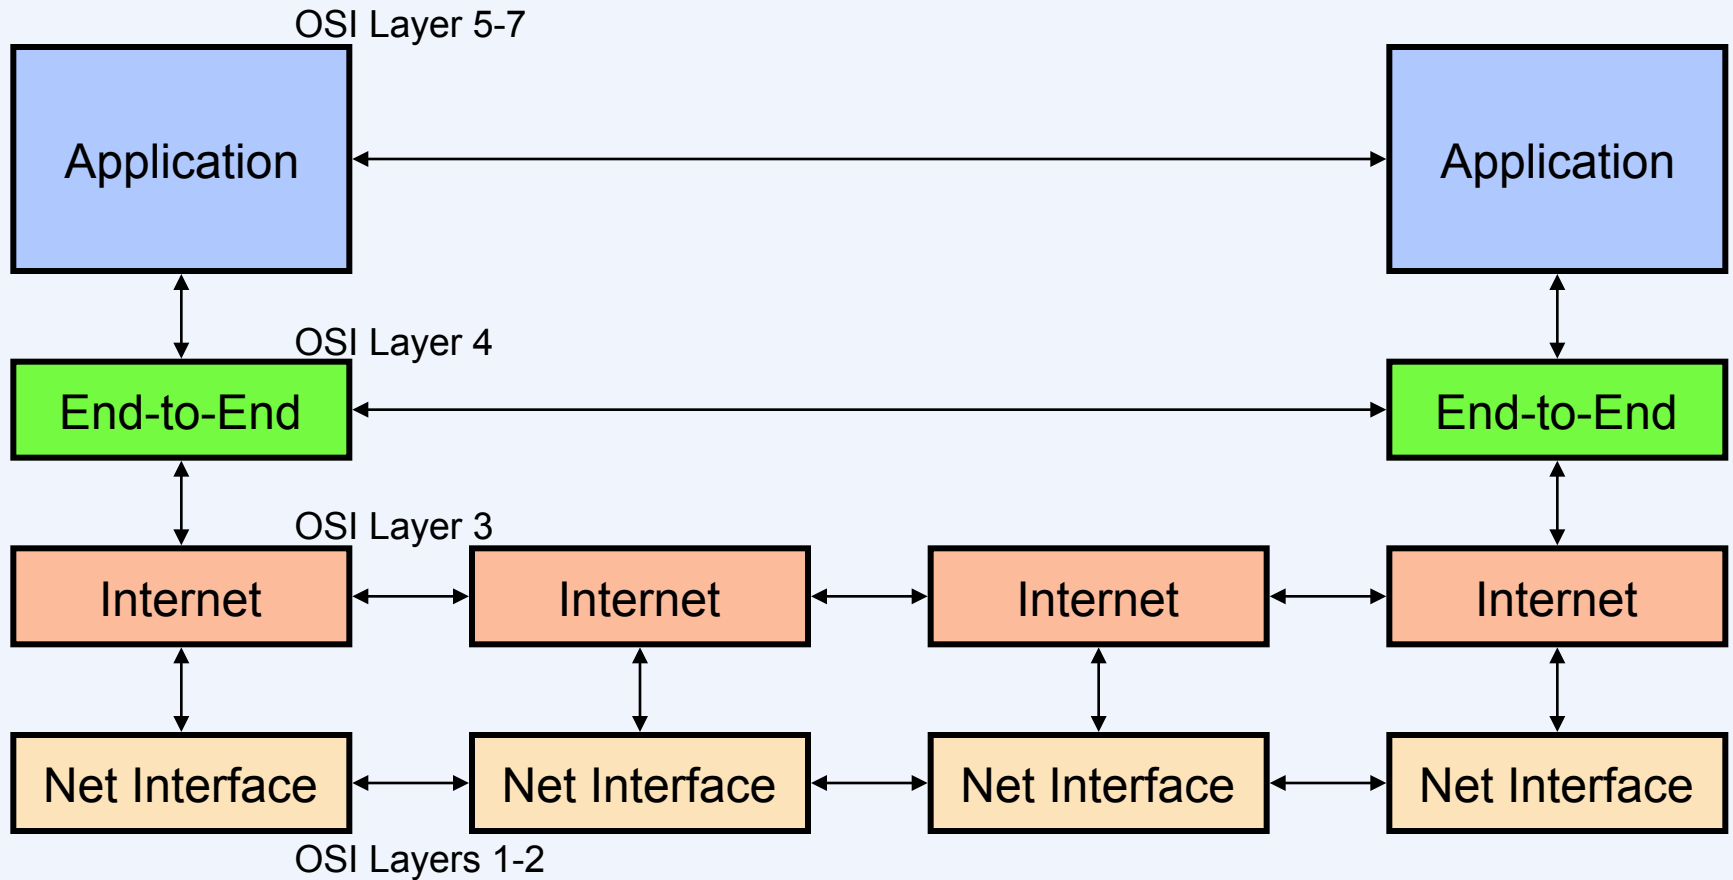 OSI Layer 5-7
Application
Application
OSI Layer 4
End-to-End
End-to-End
OSI Layer 3
Internet
Internet
Internet
Internet
Net Interface
Net Interface
Net Interface
Net Interface
OSI Layers 1-2